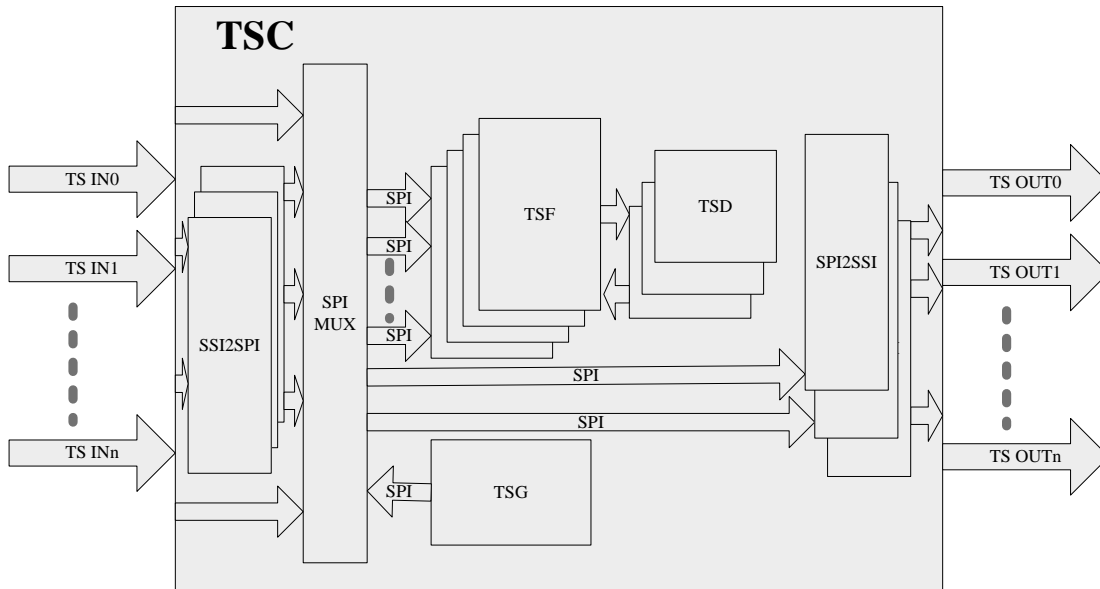 TSC
TS IN0
TS IN1
TS INn
SSI2SPI
SPI
MUX
SPI
SPI
SPI
SPI
SPI
SPI
TSF
TSD
TSG
SPI2SSI
TS OUT0
TS OUT1
TS OUTn